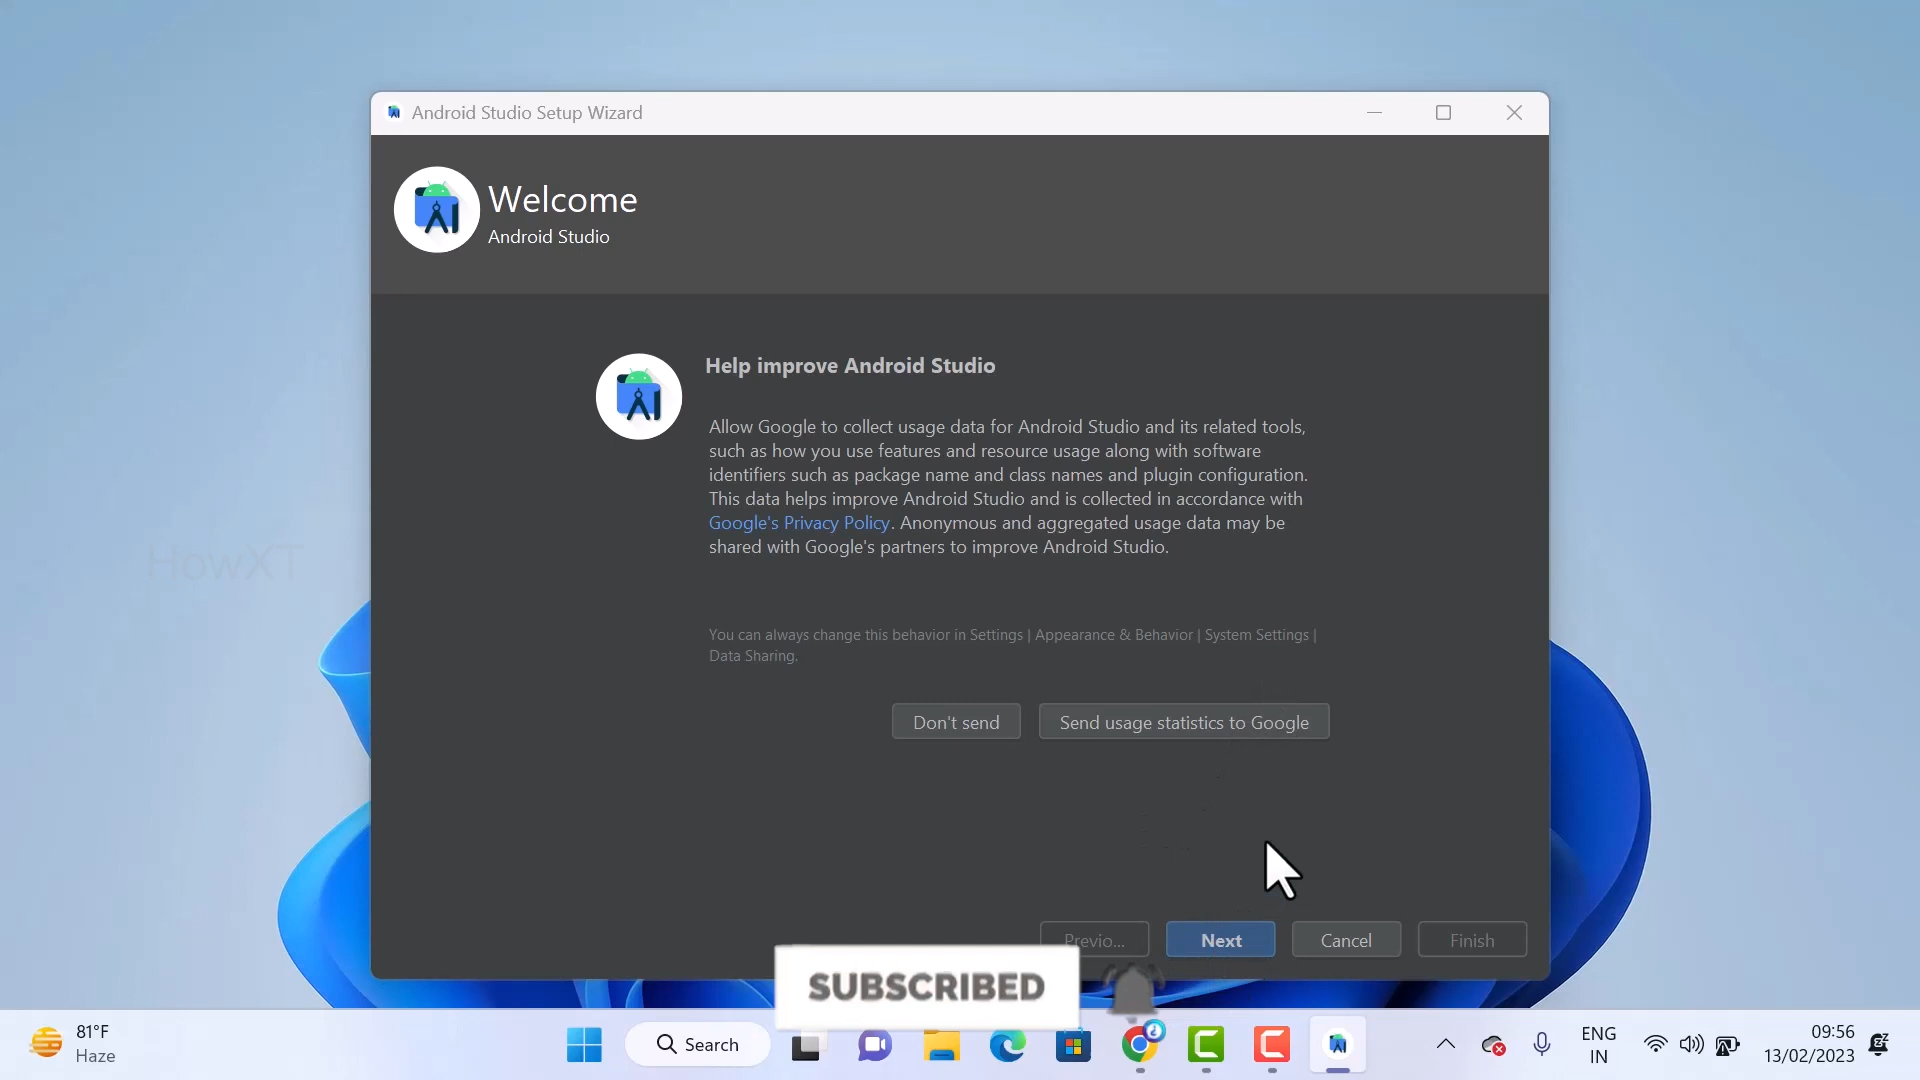 Android Studio Setup Wizard
Welcome
Android Studio
Help improve Android Studio
Allow Google to collect usage data for Android Studio and its related tools,
such as how you use features and resource usage along with software
identifiers such as package name and class names and plugin configuration.
This data helps improve Android Studio and is collected in accordance with
Google's Privacy Policy. Anonymous and aggregated usage data may be
shared with Google's partners to improve Android Studio.
HowXT
You can always change this behavior in Settings | Appearance & Behavior | System Settings |
Data Sharing.
Don't send
Send usage statistics to Google
Previo...
Next
Cancel
Finish
SUBSCRIBED
81°F
Haze
Search
ENG
IN
09:56
13/02/2023